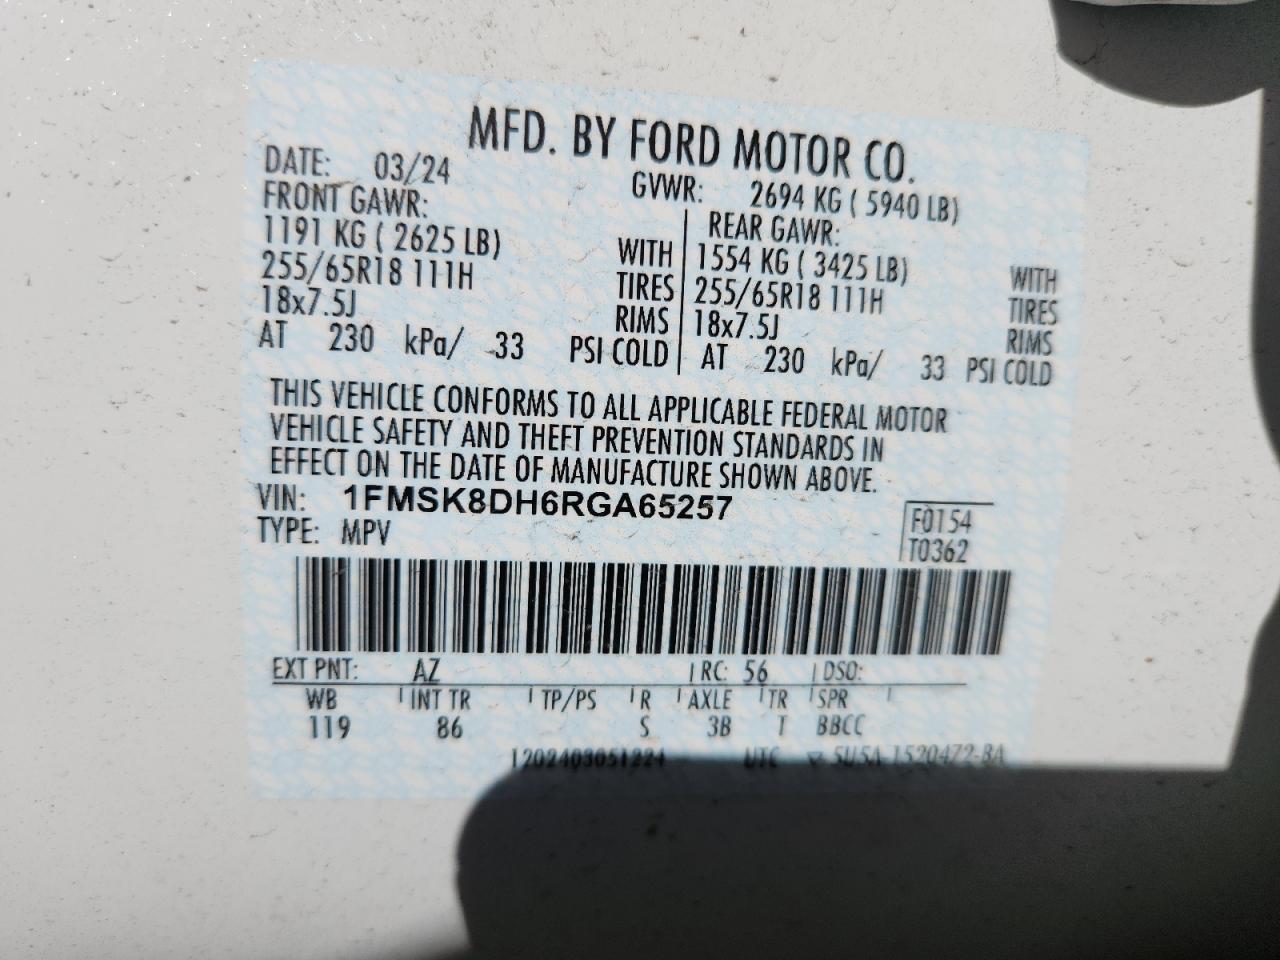 MFD. BY FORD MOTOR CO.
DATE: 03/24 GVWR: 2694 KG ( 5940 LB)
FRONT GAWR: REAR GAWR:
1191 KG ( 2625 LB) WITH 1554 KG ( 3425 LB) WITH
255/65R18 111H TIRES 255/65R18 111H TIRES
18x7.5J RIMS 18x7.5J RIMS
AT 230 kPa/ 33 PSI COLD AT 230 kPa/ 33 PSI COLD
THIS VEHICLE CONFORMS TO ALL APPLICABLE FEDERAL MOTOR
VEHICLE SAFETY AND THEFT PREVENTION STANDARDS IN
EFFECT ON THE DATE OF MANUFACTURE SHOWN ABOVE.
VIN: 1FMSK8DH6RGA65257
TYPE: MPV
F0154
T0362
EXT PNT: AZ RC: 56 DSO:
WB INT TR TP/PS R AXLE TR SPR
119 86 S 3B T BBCC
UTC 5U5A-1520472-BA